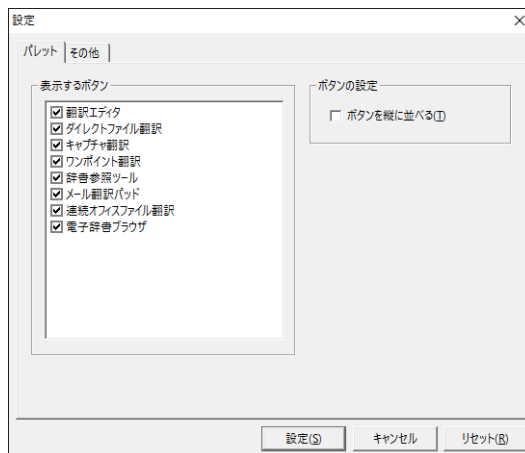 設定
パレット
その他
表示するボタン
翻訳エディタ
ダイレクトファイル翻訳
キャプチャ翻訳
ワンポイント翻訳
辞書参照ツール
メール翻訳パッド
連続オフィスファイル翻訳
電子辞書ブラウザ
ボタンの設定
ボタンを縦に並べる(T)
設定(S)
キャンセル
リセット(R)